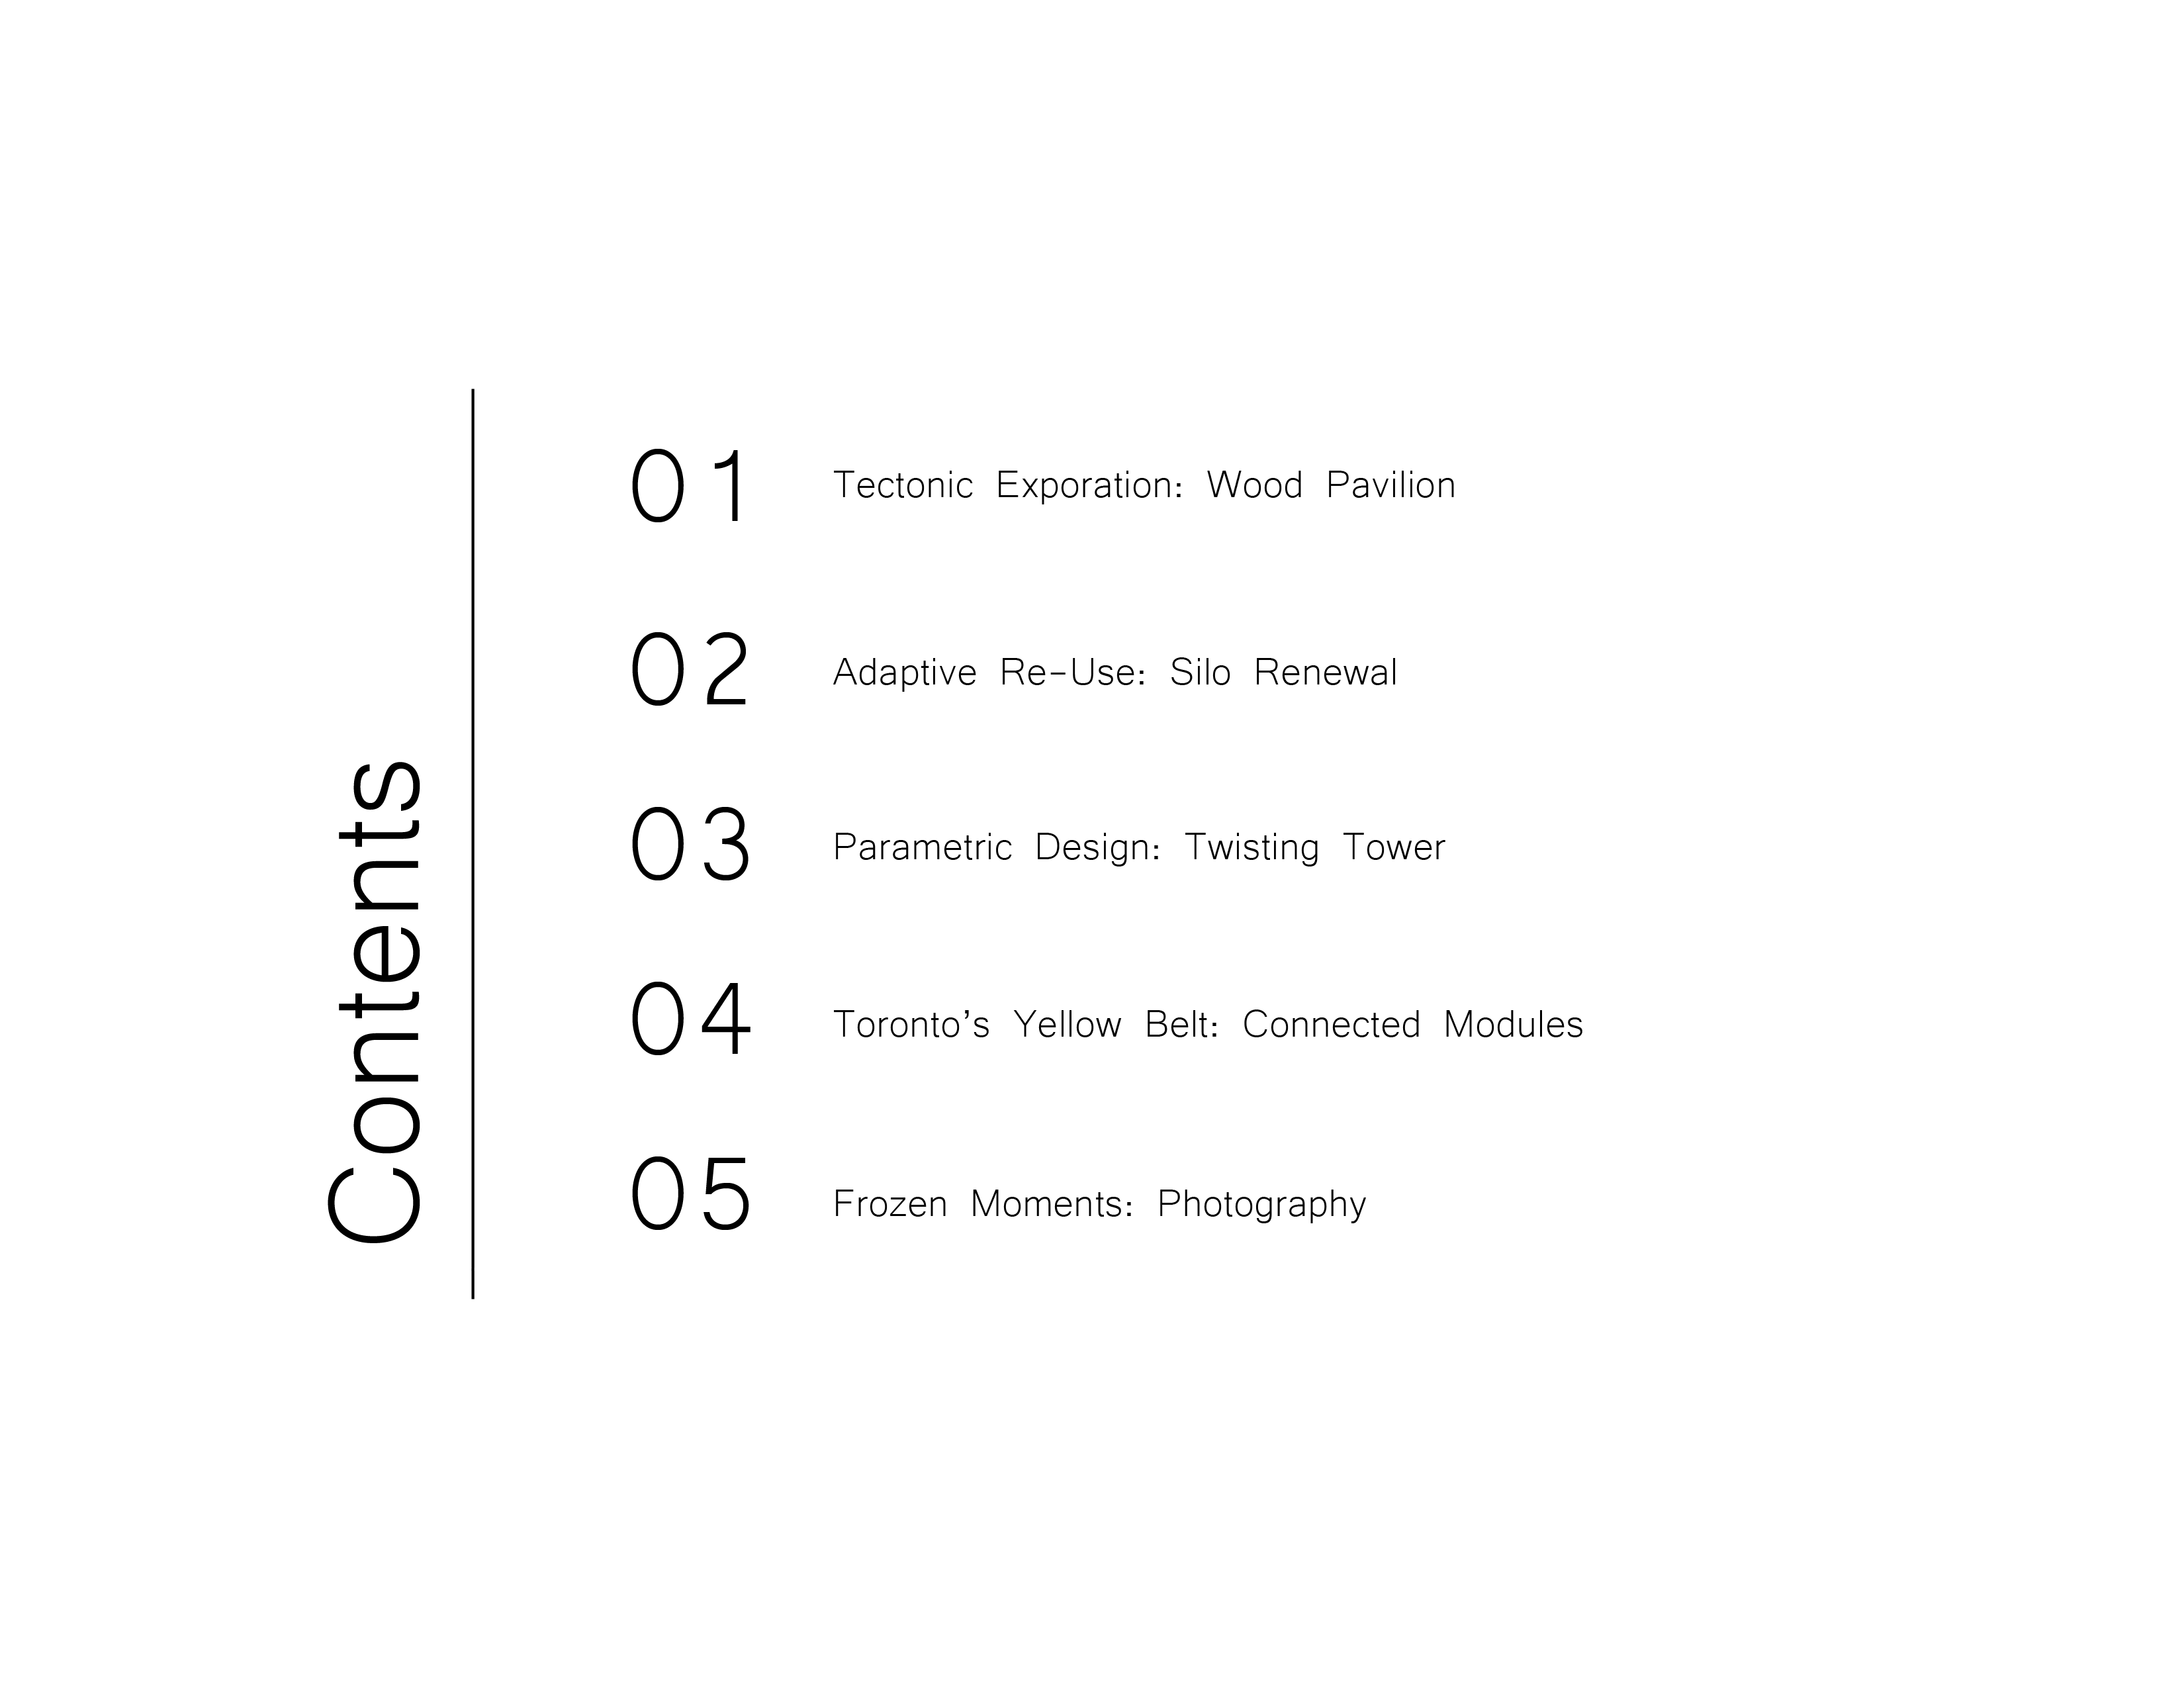 Contents
01 Tectonic Exporation: Wood Pavilion
02 Adaptive Re-Use: Silo Renewal
03 Parametric Design: Twisting Tower
04 Toronto’s Yellow Belt: Connected Modules
05 Frozen Moments: Photography